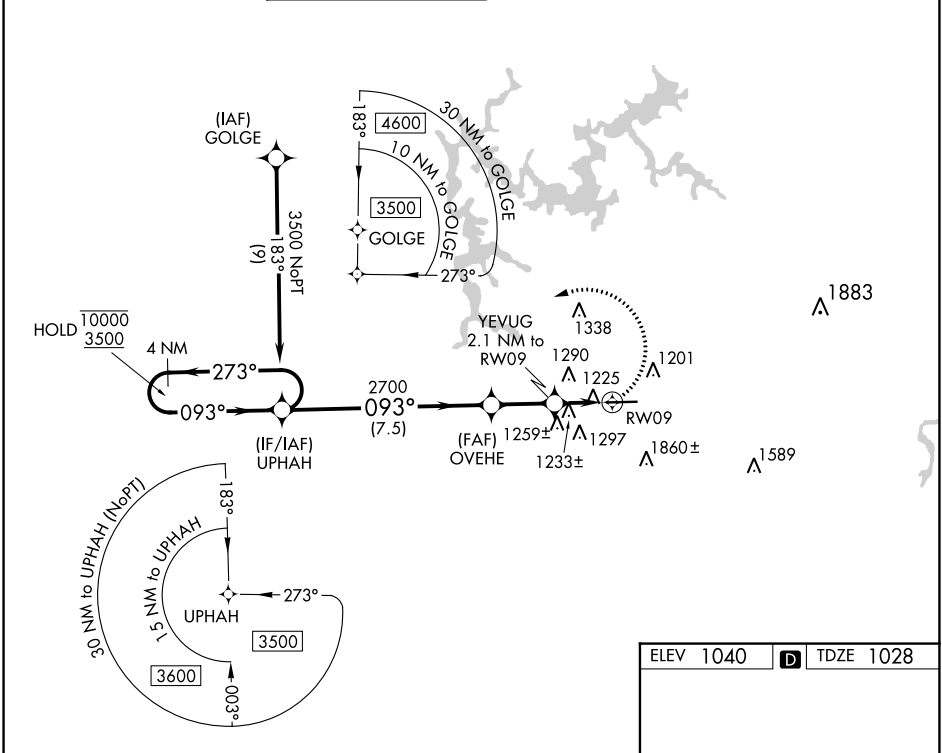 (IAF)
GOLGE
3500 NoPT
183°
(9)
183°
4600
30 NM to GOLGE
10 NM to GOLGE
3500
GOLGE
273°
HOLD
10000
3500
4 NM
273°
093°
(IF/IAF)
UPHAH
2700
093°
(7.5)
(FAF)
OVEHE
YEVUG
2.1 NM to
RW09
1338
1290
1225
1201
1883
RW09
1259±
1233±
1297
1860±
1589
30 NM to UPHAH (NoPT)
15 NM to UPHAH
183°
UPHAH
273°
3500
3600
003°
ELEV 1040
D
TDZE 1028